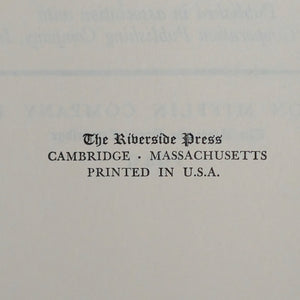 The Riverside Press
CAMBRIDGE · MASSACHUSETTS
PRINTED IN U.S.A.